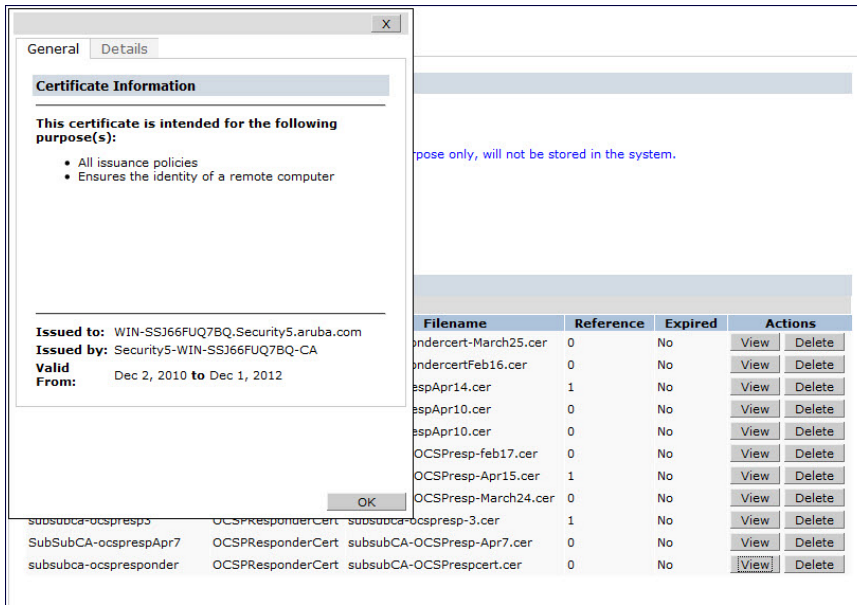 X
General Details
Certificate Information
This certificate is intended for the following
purpose(s):
• All issuance policies
• Ensures the identity of a remote computer
Issued to: WIN-SSJ66FUQ7BQ.Security5.aruba.com
Issued by: Security5-WIN-SSJ66FUQ7BQ-CA
Valid
From: Dec 2, 2010 to Dec 1, 2012
OK
only, will not be stored in the system.
Filename Reference Expired Actions
ondercert-March25.cer 0 No View Delete
ondercertFeb16.cer 0 No View Delete
espApr14.cer 1 No View Delete
espApr10.cer 0 No View Delete
espApr10.cer 0 No View Delete
OCSPresp-feb17.cer 0 No View Delete
OCSPresp-Apr15.cer 1 No View Delete
OCSPresp-March24.cer 0 No View Delete
subsubca-ocspresp3 OCSPResponderCert subsubca-ocspresp-3.cer 1 No View Delete
SubSubCA-ocsprespApr7 OCSPResponderCert subsubCA-OCSPresp-Apr7.cer 0 No View Delete
subsubca-ocspresponder OCSPResponderCert subsubCA-OCSPrespcert.cer 0 No View Delete